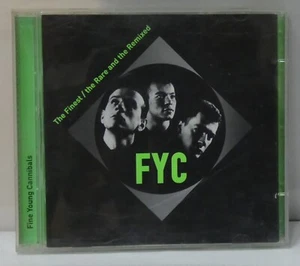 The Finest / the Rare and the Remixed
FYC
Fine Young Cannibals